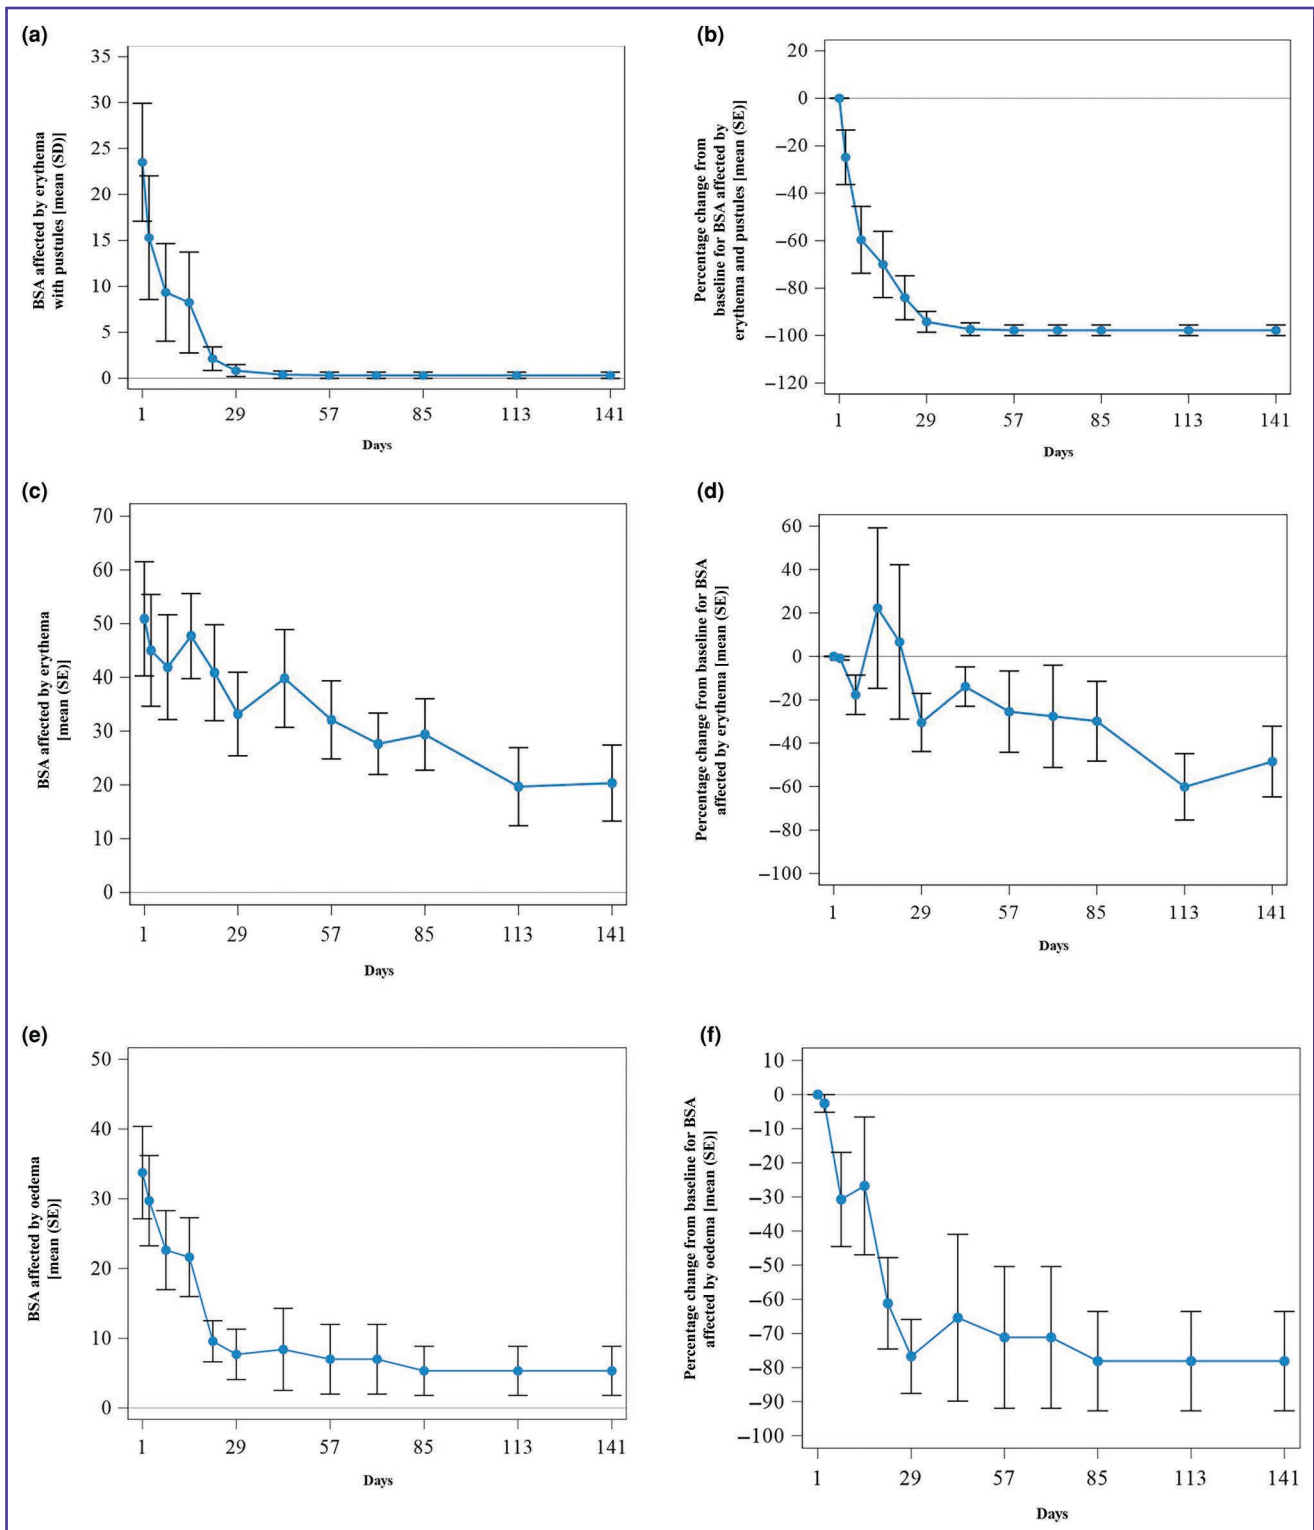 (a)
BSA affected by erythema
with pustules [mean (SD)]
35
30
25
20
15
10
5
0
1 29 57 85 113 141
Days
(b)
Percentage change from
baseline for BSA affected by
erythema and pustules [mean (SE)]
20
0
−20
−40
−60
−80
−100
−120
1 29 57 85 113 141
Days
(c)
BSA affected by erythema
[mean (SE)]
70
60
50
40
30
20
10
0
1 29 57 85 113 141
Days
(d)
Percentage change from baseline for BSA
affected by erythema [mean (SE)]
60
40
20
0
−20
−40
−60
−80
−100
1 29 57 85 113 141
Days
(e)
BSA affected by oedema
[mean (SE)]
50
40
30
20
10
0
1 29 57 85 113 141
Days
(f)
Percentage change from baseline for BSA
affected by oedema [mean (SE)]
10
0
−10
−20
−30
−40
−50
−60
−70
−80
−90
−100
1 29 57 85 113 141
Days